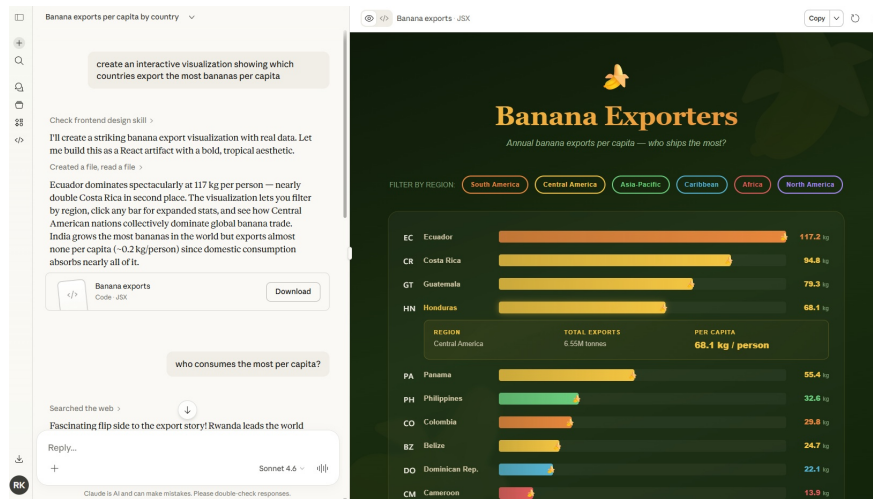 Banana exports per capita by country
create an interactive visualization showing which
countries export the most bananas per capita
Check frontend design skill >
I'll create a striking banana export visualization with real data. Let
me build this as a React artifact with a bold, tropical aesthetic.
Created a file, read a file >
Ecuador dominates spectacularly at 117 kg per person — nearly
double Costa Rica in second place. The visualization lets you filter
by region, click any bar for expanded stats, and see how Central
American nations collectively dominate global banana trade.
India grows the most bananas in the world but exports almost
none per capita (~0.2 kg/person) since domestic consumption
absorbs nearly all of it.
</>
Banana exports
Code · JSX
Download
who consumes the most per capita?
Searched the web >
Fascinating flip side to the export story! Rwanda leads the world
Reply...
Sonnet 4.6
RK
Claude is AI and can make mistakes. Please double-check responses.
</> Banana exports · JSX
Copy
Banana Exporters
Annual banana exports per capita — who ships the most?
FILTER BY REGION: South America Central America Asia-Pacific Caribbean Africa North America
EC Ecuador 117.2 kg
CR Costa Rica 94.8 kg
GT Guatemala 79.3 kg
HN Honduras 68.1 kg
REGION TOTAL EXPORTS PER CAPITA
Central America 6.55M tonnes 68.1 kg / person
PA Panama 55.4 kg
PH Philippines 32.6 kg
CO Colombia 29.8 kg
BZ Belize 24.7 kg
DO Dominican Rep. 22.1 kg
CM Cameroon 13.9 kg